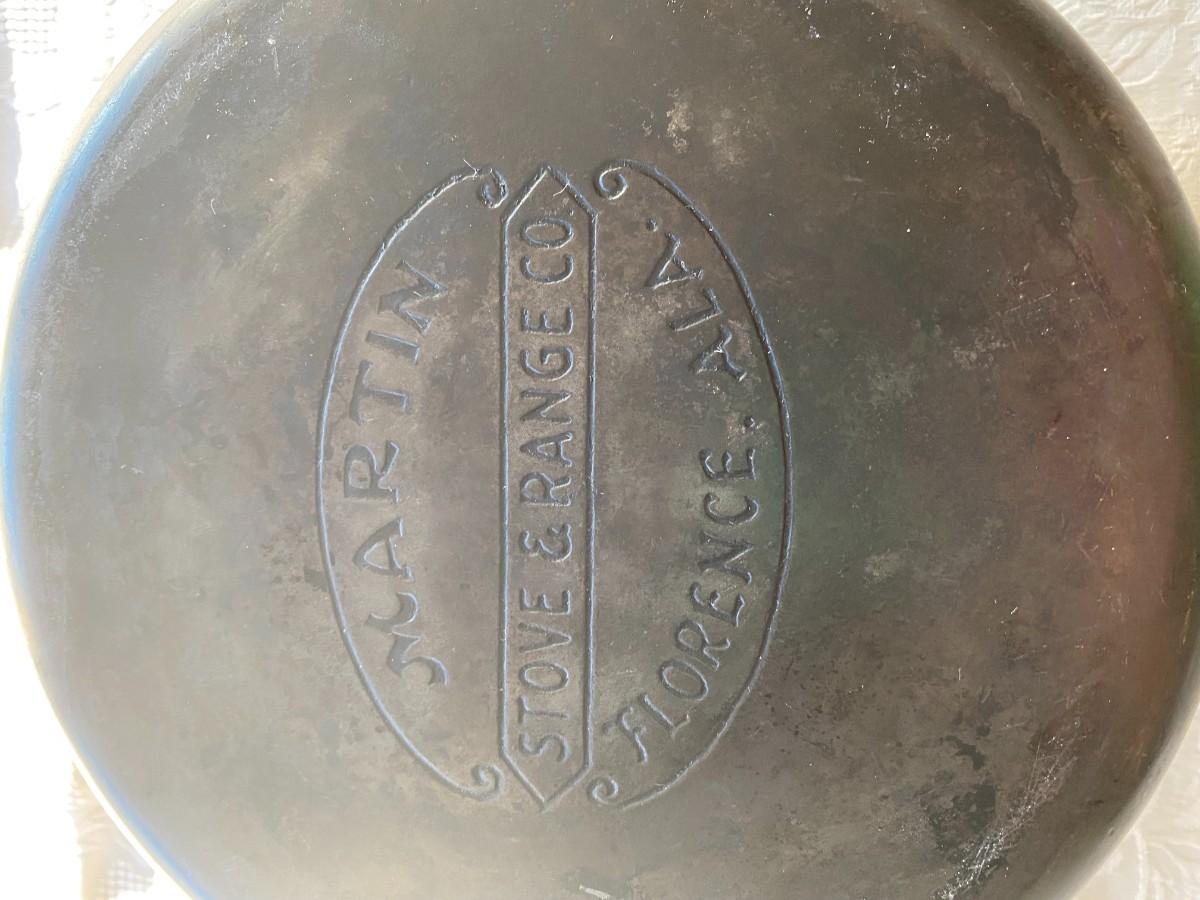 MARTIN
STOVE & RANGE CO.
FLORENCE. ALA.